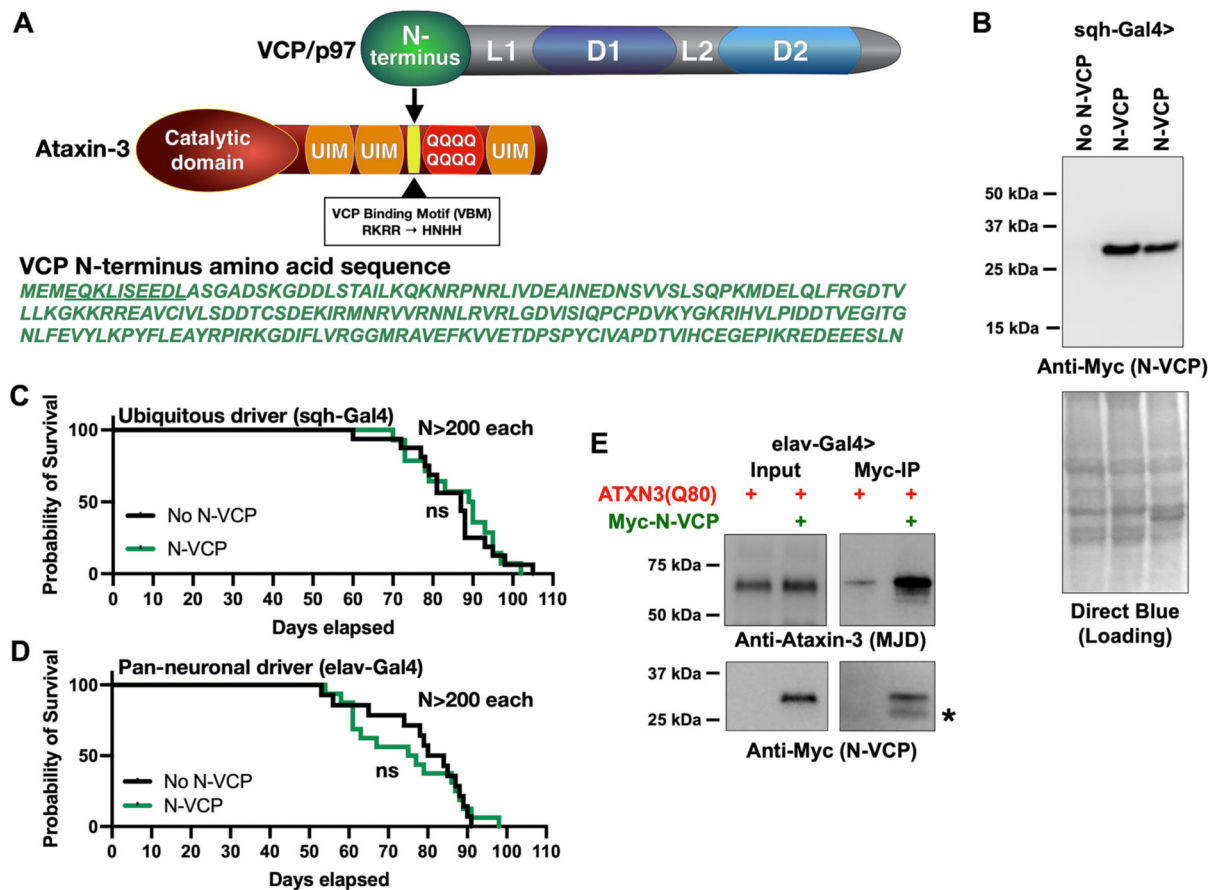 A
VCP/p97
N-
terminus
L1
D1
L2
D2
Ataxin-3
Catalytic
domain
UIM
UIM
QQQQ
QQQQ
UIM
VCP Binding Motif (VBM)
RKRR → HNHH
VCP N-terminus amino acid sequence
MEMEQKLISEEDLASGADSKGDDLSTAILKQKNRPNRLIVDEAINEDNSVVSLSQPKMDELQLFRGDTV
LLKGKKRREAVCIVLSDDTCSDEKIRMNRVVRNNLRVRLGDVISIQPCPDVKYGKRIHVLPIDDTVEGITG
NLFEVYLKPYFLEAYRPIRKGDIFLVRGGMRAVEFKVVETDPSPYCIVAPDTVIHCEGEPIKREDEEESLN
B
sqh-Gal4>
No N-VCP
N-VCP
N-VCP
50 kDa
37 kDa
25 kDa
15 kDa
Anti-Myc (N-VCP)
Direct Blue
(Loading)
C
Ubiquitous driver (sqh-Gal4)
N>200 each
Probability of Survival
100
50
0
ns
No N-VCP
N-VCP
0 10 20 30 40 50 60 70 80 90 100 110
Days elapsed
D
Pan-neuronal driver (elav-Gal4)
N>200 each
Probability of Survival
100
50
0
ns
No N-VCP
N-VCP
0 10 20 30 40 50 60 70 80 90 100 110
Days elapsed
E
elav-Gal4>
Input Myc-IP
ATXN3(Q80) + + + +
Myc-N-VCP + +
75 kDa
50 kDa
Anti-Ataxin-3 (MJD)
37 kDa
25 kDa
*
Anti-Myc (N-VCP)